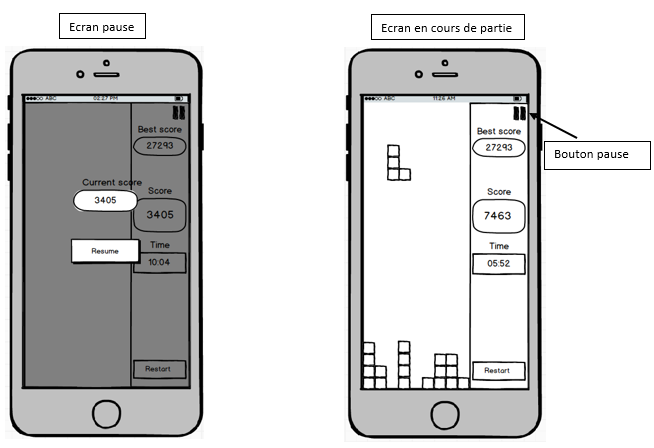 Ecran pause
Ecran en cours de partie
ABC 02:27 PM
Best score
27293
Current score
3405
Score
3405
Resume
Time
10:04
Restart
ABC 11:26 AM
Best score
27293
Bouton pause
Score
7463
Time
05:52
Restart